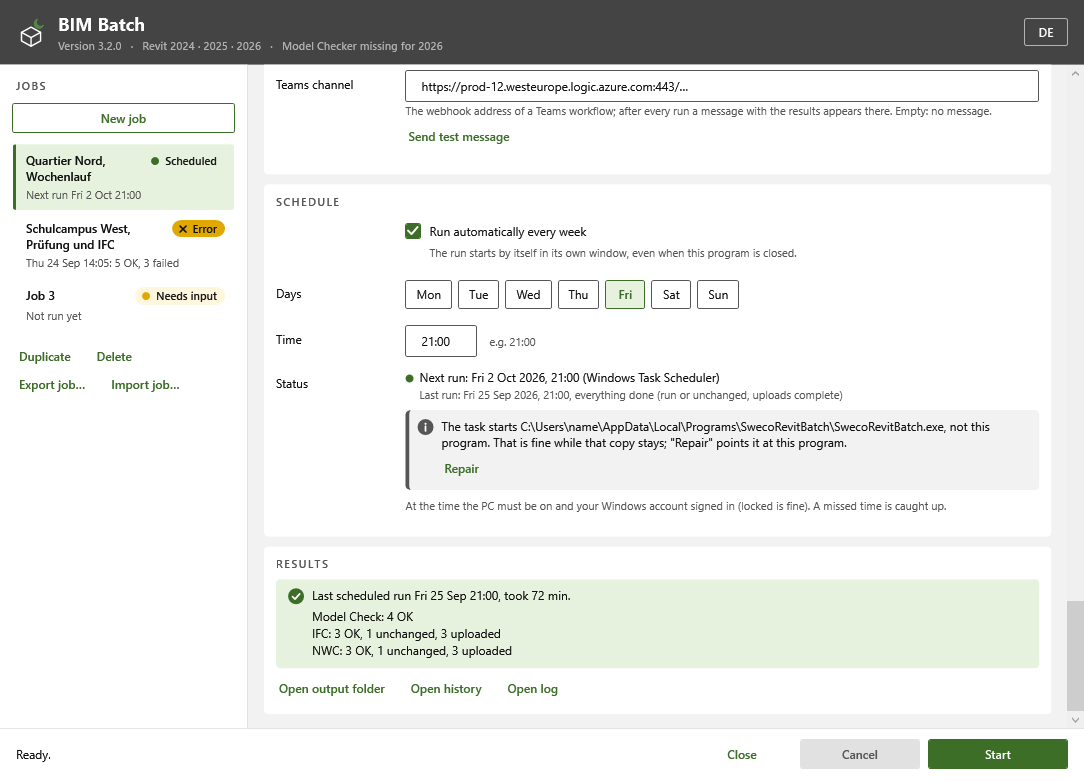 BIM Batch
Version 3.2.0 · Revit 2024 · 2025 · 2026 · Model Checker missing for 2026
DE
JOBS
New job
Quartier Nord, Wochenlauf
Scheduled
Next run Fri 2 Oct 21:00
Schulcampus West, Prüfung und IFC
Error
Thu 24 Sep 14:05: 5 OK, 3 failed
Job 3
Needs input
Not run yet
Duplicate
Delete
Export job...
Import job...
Teams channel
https://prod-12.westeurope.logic.azure.com:443/...
The webhook address of a Teams workflow; after every run a message with the results appears there. Empty: no message.
Send test message
SCHEDULE
Run automatically every week
The run starts by itself in its own window, even when this program is closed.
Days
Mon
Tue
Wed
Thu
Fri
Sat
Sun
Time
21:00
e.g. 21:00
Status
Next run: Fri 2 Oct 2026, 21:00 (Windows Task Scheduler)
Last run: Fri 25 Sep 2026, 21:00, everything done (run or unchanged, uploads complete)
The task starts C:\Users\name\AppData\Local\Programs\SwecoRevitBatch\SwecoRevitBatch.exe, not this
program. That is fine while that copy stays; "Repair" points it at this program.
Repair
At the time the PC must be on and your Windows account signed in (locked is fine). A missed time is caught up.
RESULTS
Last scheduled run Fri 25 Sep 21:00, took 72 min.
Model Check: 4 OK
IFC: 3 OK, 1 unchanged, 3 uploaded
NWC: 3 OK, 1 unchanged, 3 uploaded
Open output folder
Open history
Open log
Ready.
Close
Cancel
Start